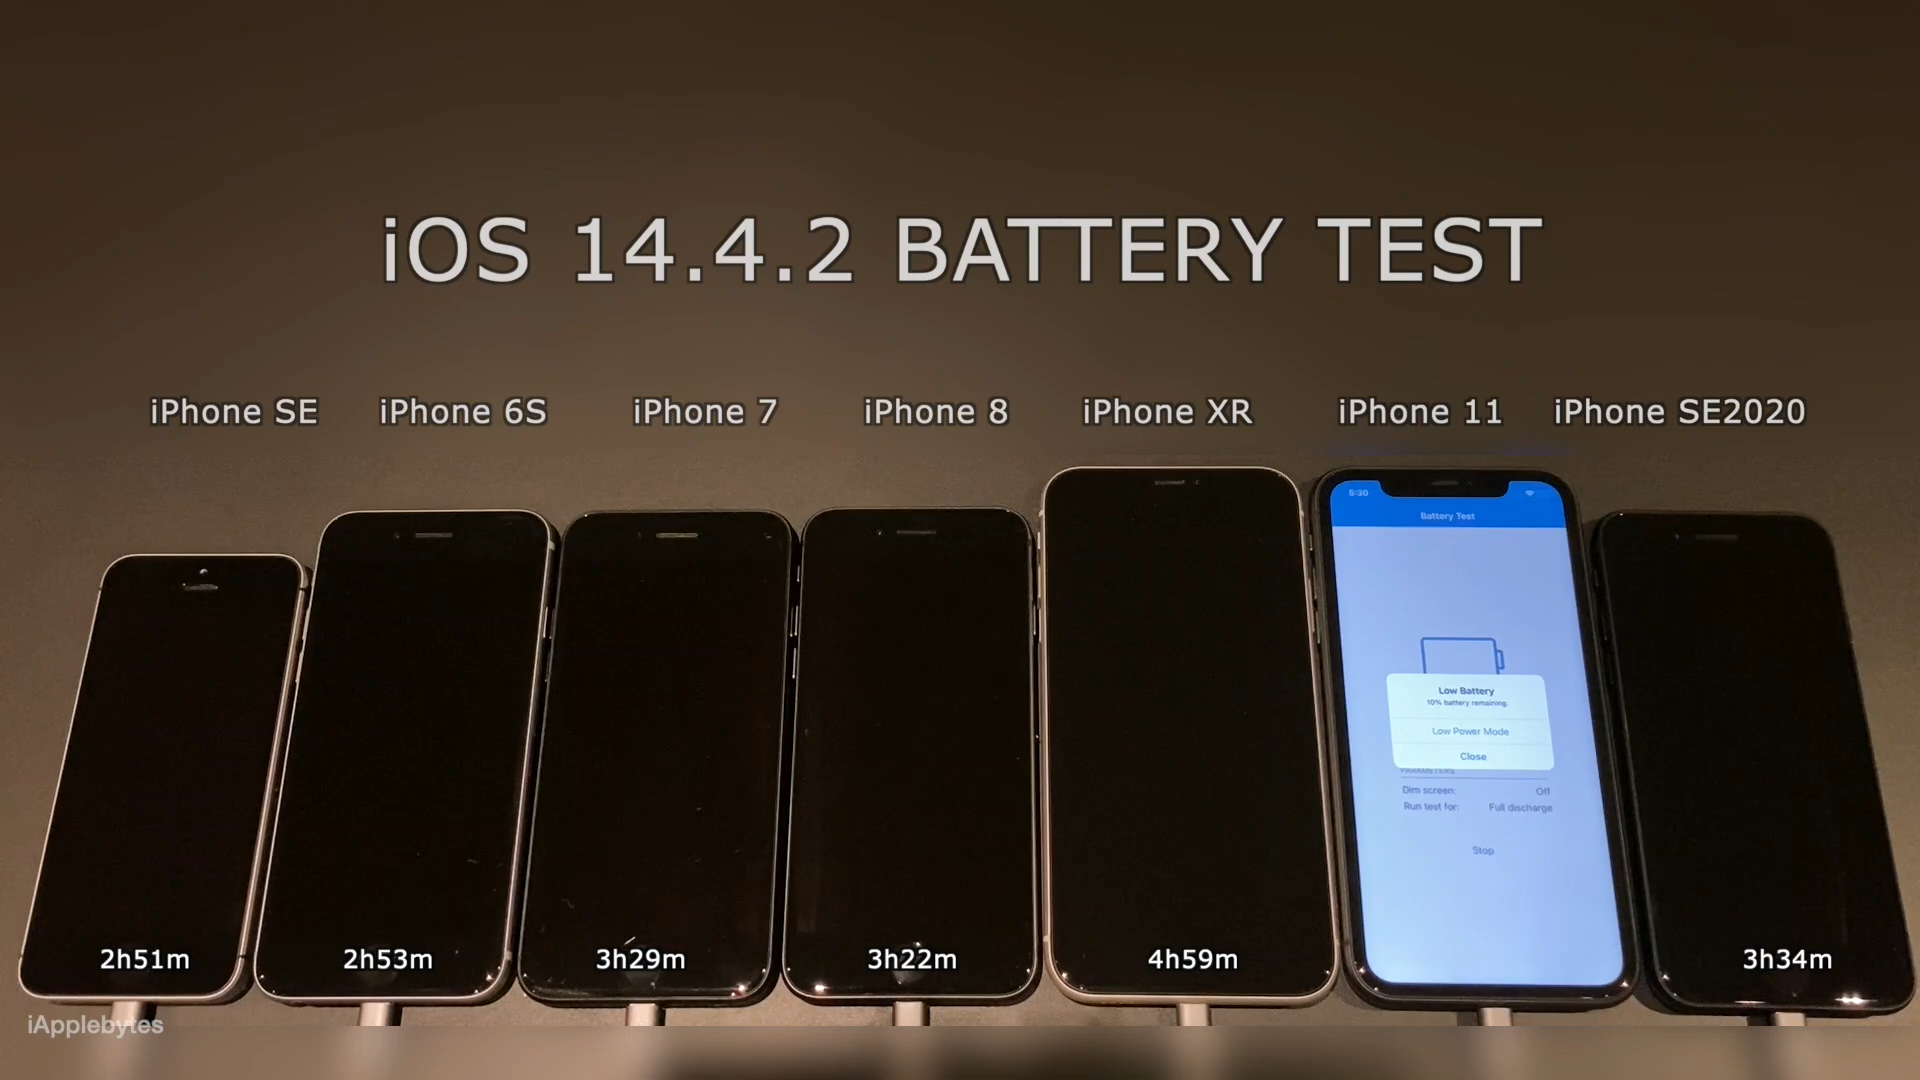 iOS 14.4.2 BATTERY TEST
iPhone SE iPhone 6S iPhone 7 iPhone 8 iPhone XR iPhone 11 iPhone SE2020
5:30
Battery Test
Low Battery
10% battery remaining.
Low Power Mode
Close
PARAMETERS
Dim screen: Off
Run test for: Full discharge
Stop
2h51m 2h53m 3h29m 3h22m 4h59m 3h34m
iApplebytes